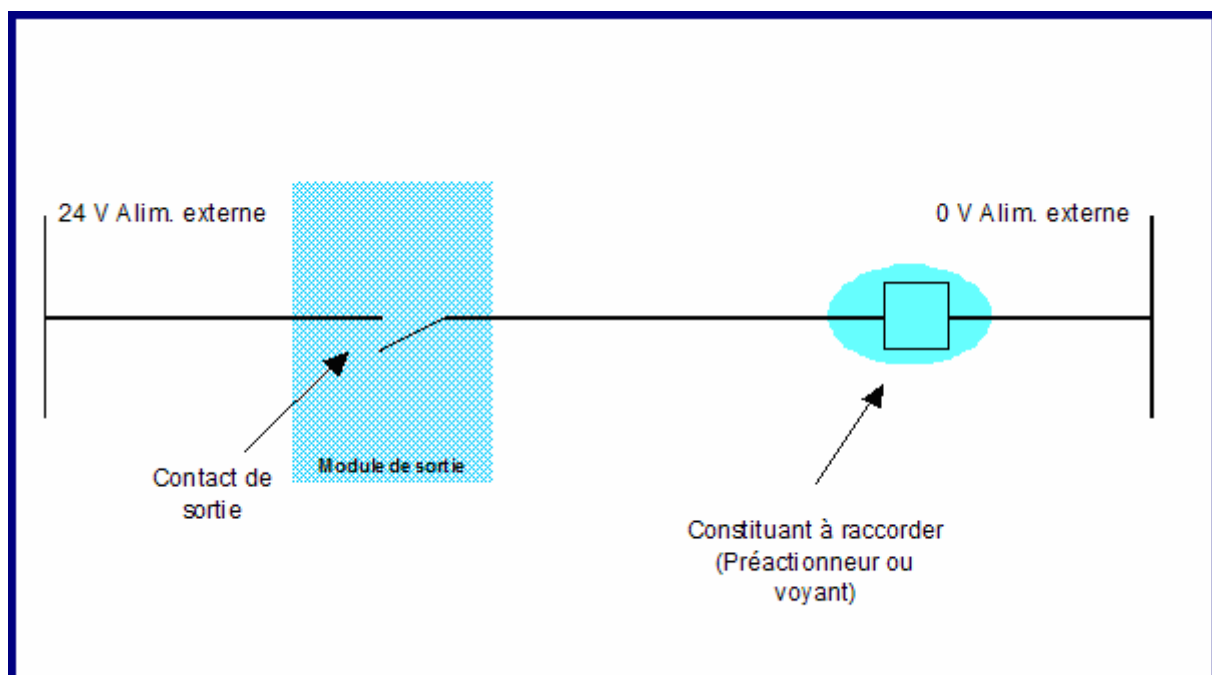 24 V Alim. externe
0 V Alim. externe
Module de sortie
Contact de
sortie
Constituant à raccorder
(Préactionneur ou
voyant)